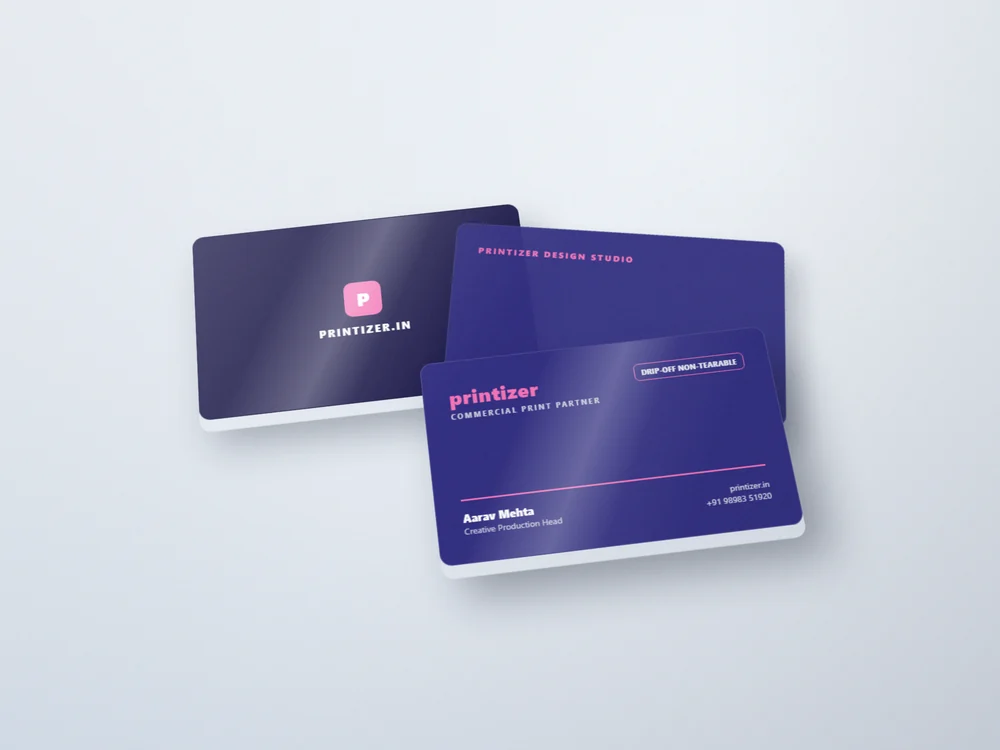 P
PRINTIZER.IN
PRINTIZER DESIGN STUDIO
DRIP-OFF NON-TEARABLE
printizer
COMMERCIAL PRINT PARTNER
printizer.in
+91 98983 51920
Aarav Mehta
Creative Production Head